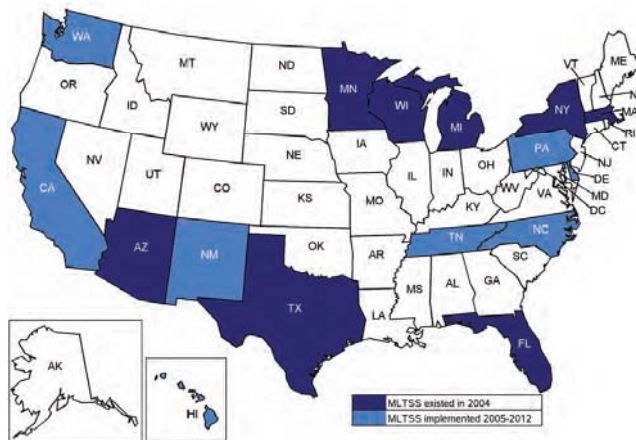 WA
MT
ND
MN
VT
ME
OR
ID
SD
WI
MI
NY
N
MA
RI
CT
WY
IA
PA
NJ
NE
OH
DE
NV
IL
IN
MD
CA
UT
CO
WV
VA
DC
KS
MO
KY
NC
TN
AZ
NM
OK
AR
SC
MS
AL
GA
TX
LA
AK
HI
FL
MLTSS existed in 2004
MLTSS implemented 2005-2012